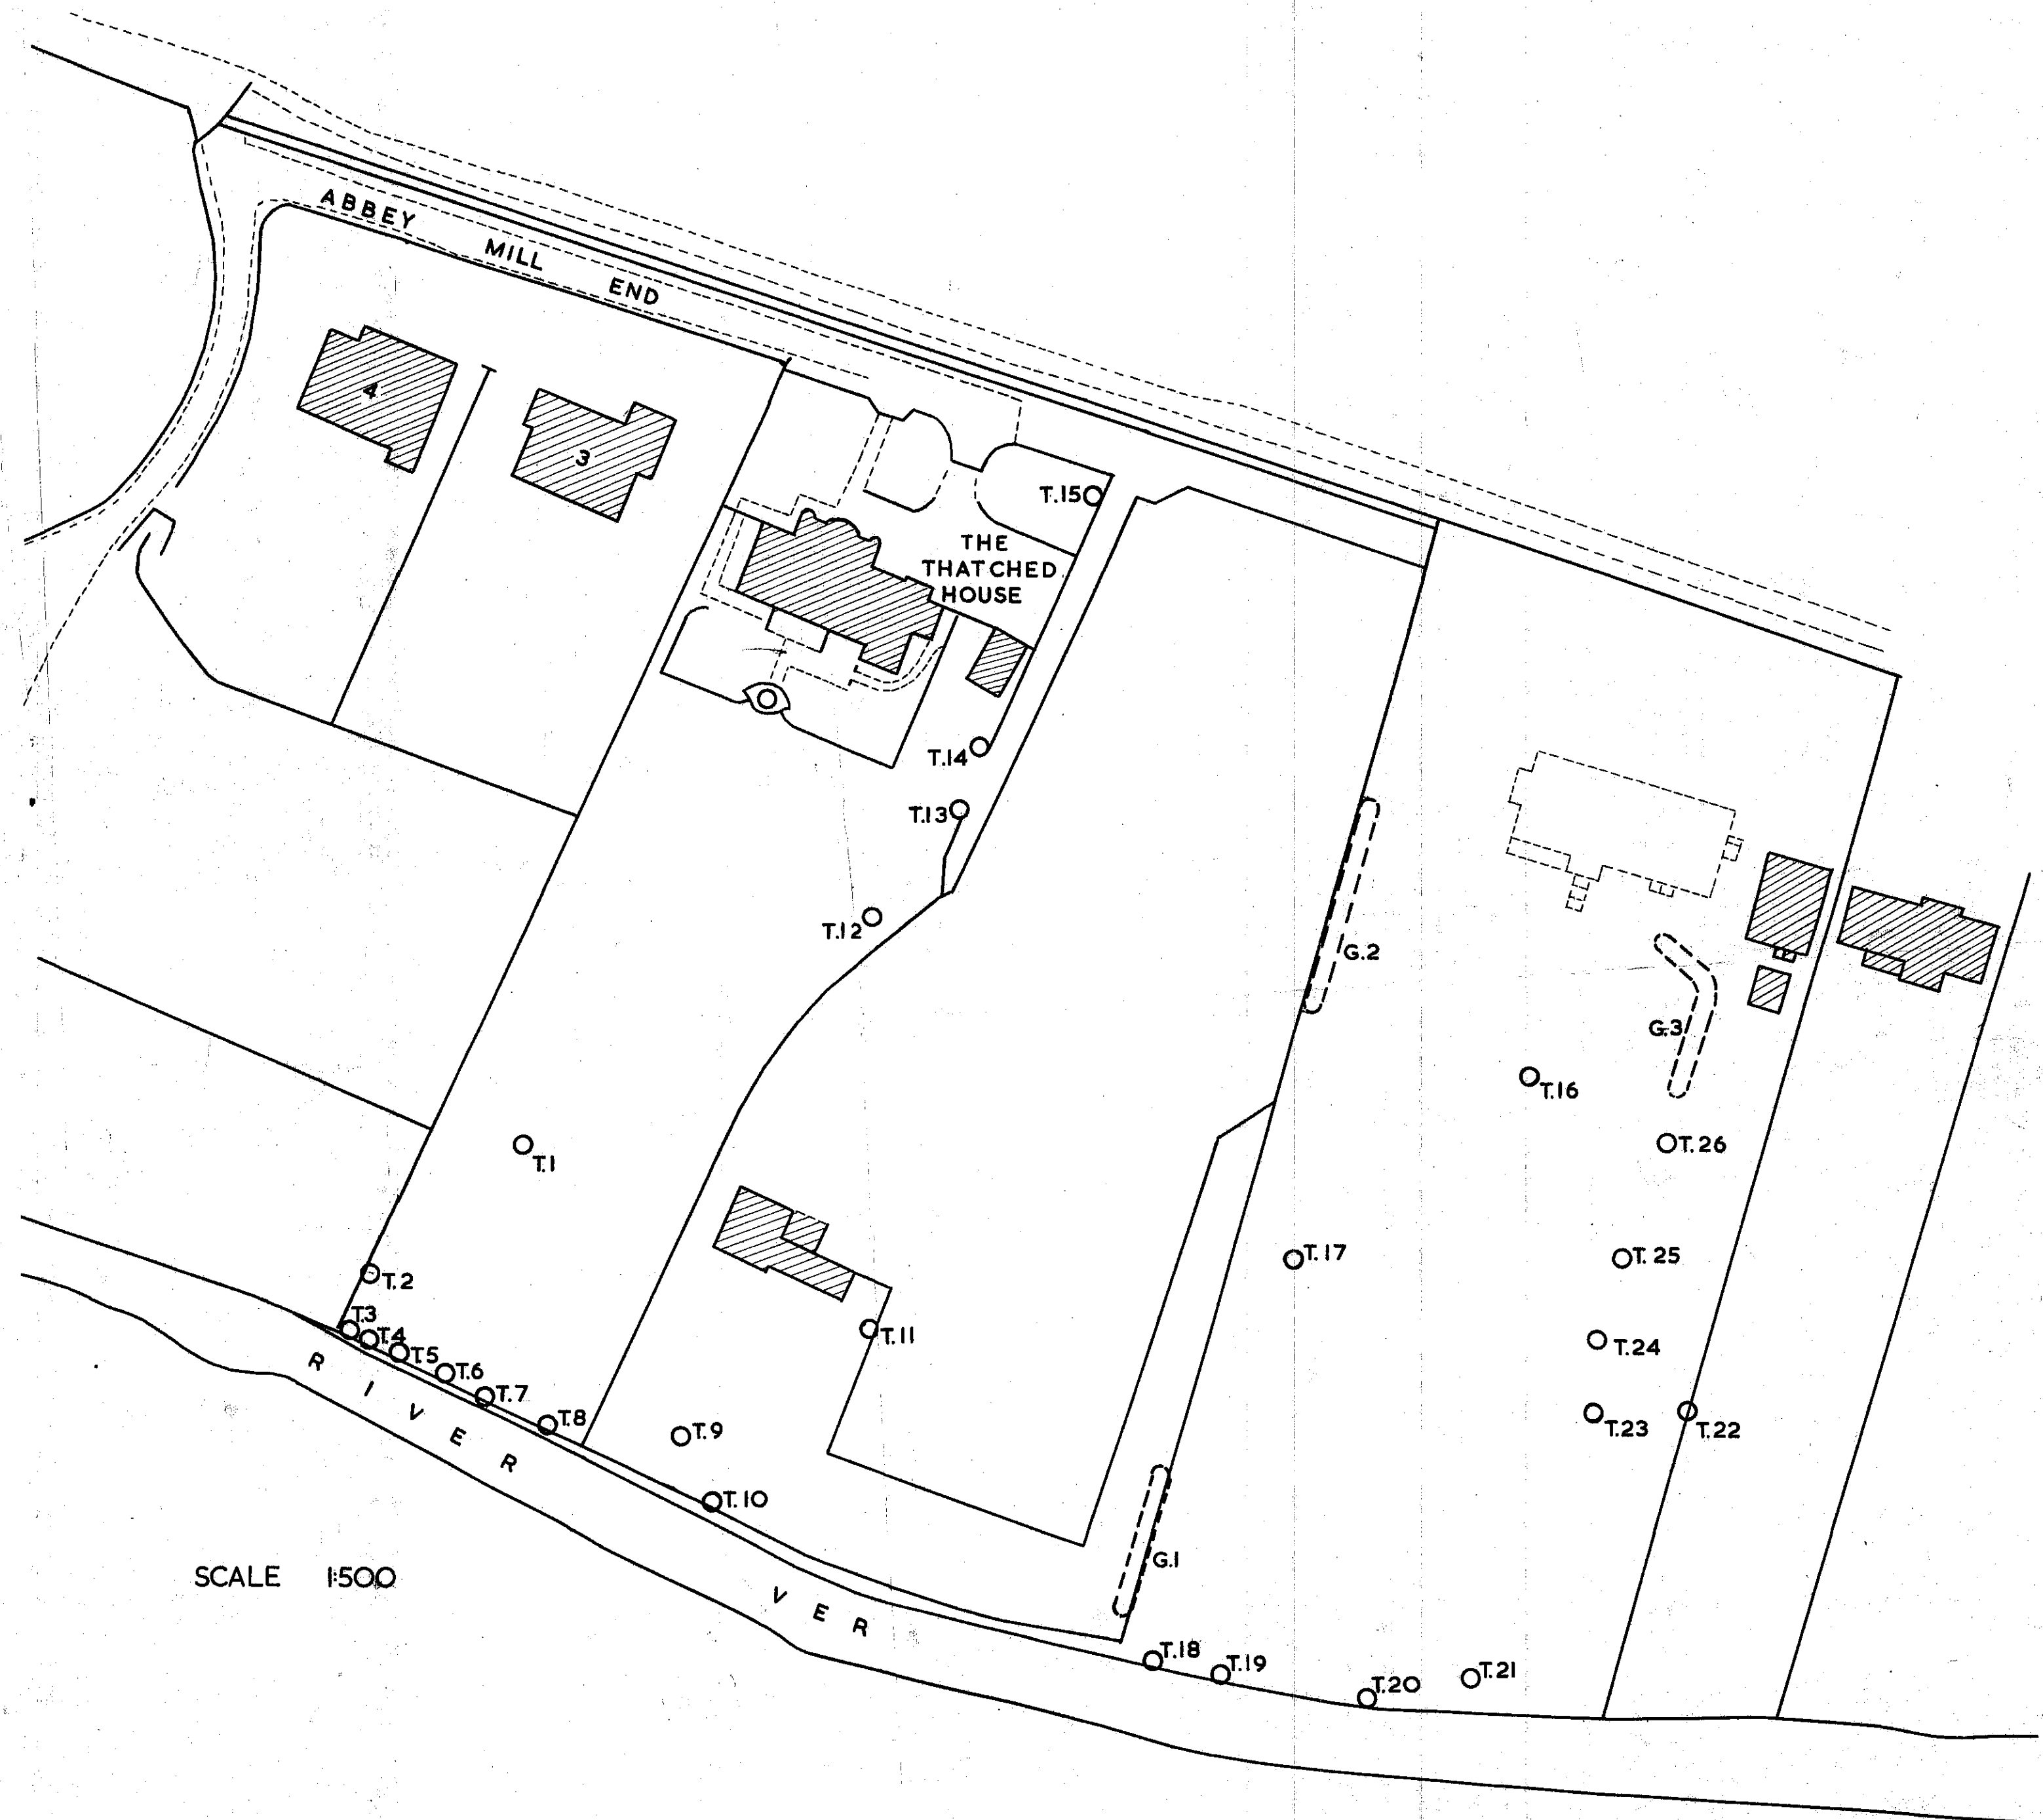 ABBEY MILL END
4
3
T.15
THE
THATCHED
HOUSE
T.14
T.13
T.12
G.2
G.3
T.16
T.26
T.1
T.17
T.25
T.2
T.3
T.4
T.5
T.6
T.7
T.8
T.9
T.10
T.11
T.24
T.23
T.22
RIVER VER
G.1
SCALE 1:500
T.18
T.19
T.20
T.21